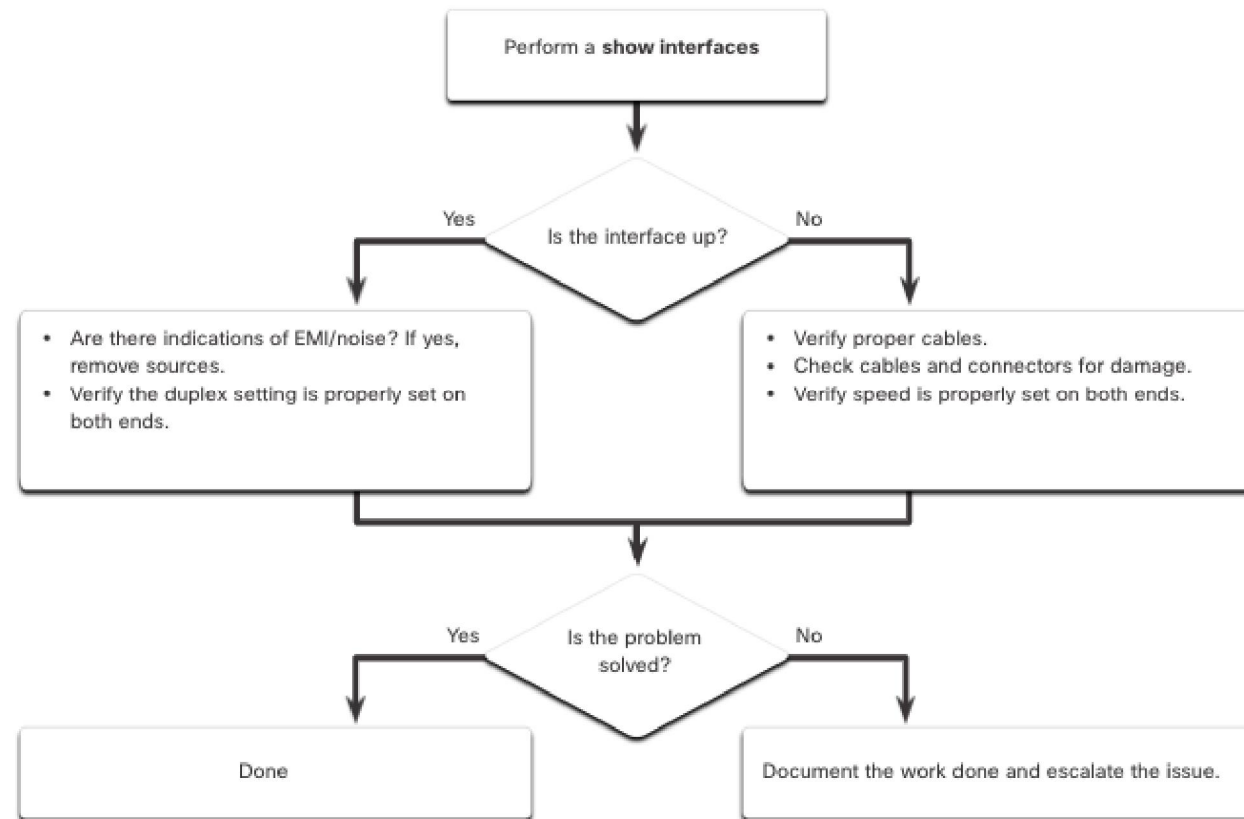 Perform a show interfaces
Yes
Is the interface up?
No
• Are there indications of EMI/noise? If yes,
remove sources.
• Verify the duplex setting is properly set on
both ends.
• Verify proper cables.
• Check cables and connectors for damage.
• Verify speed is properly set on both ends.
Yes
Is the problem
solved?
No
Done
Document the work done and escalate the issue.